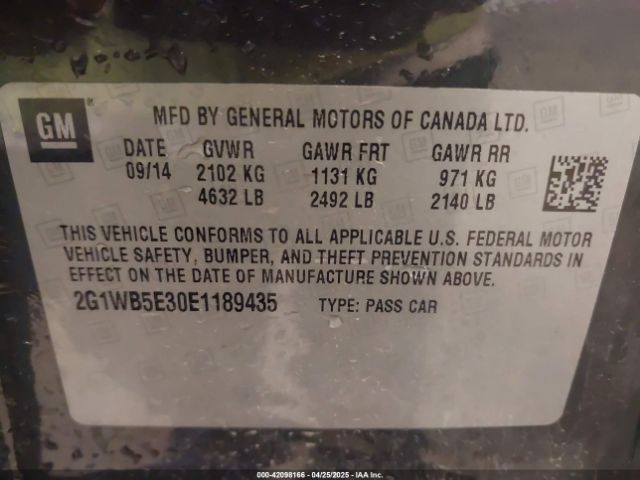 GM
MFD BY GENERAL MOTORS OF CANADA LTD.
DATE GVWR GAWR FRT GAWR RR
09/14 2102 KG 1131 KG 971 KG
4632 LB 2492 LB 2140 LB
THIS VEHICLE CONFORMS TO ALL APPLICABLE U.S. FEDERAL MOTOR
VEHICLE SAFETY, BUMPER, AND THEFT PREVENTION STANDARDS IN
EFFECT ON THE DATE OF MANUFACTURE SHOWN ABOVE.
2G1WB5E30E1189435 TYPE: PASS CAR
000-42098166 - 04/25/2025 - IAA Inc.